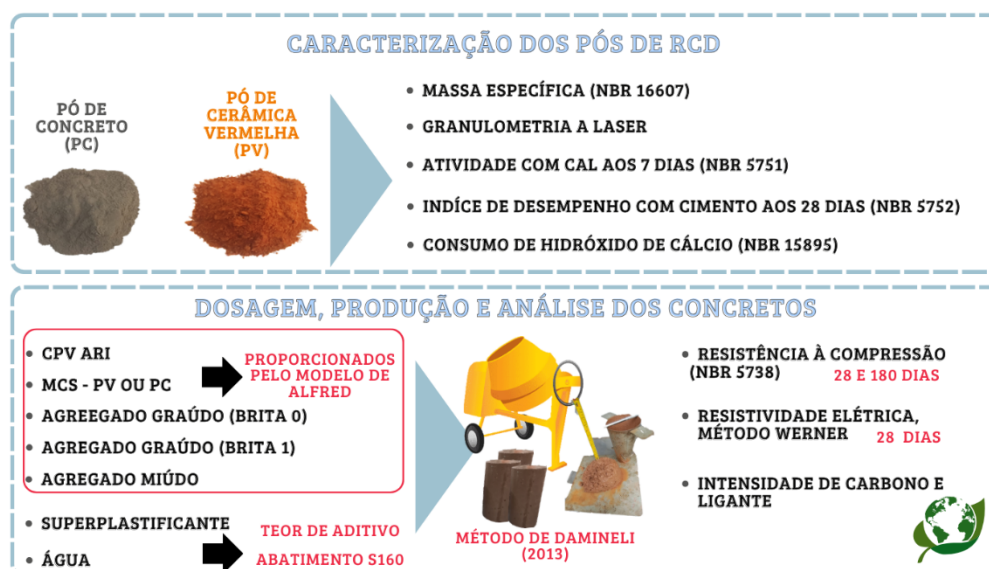 CARACTERIZAÇÃO DOS PÓS DE RCD
PÓ DE
CONCRETO
(PC)
PÓ DE
CERÂMICA
VERMELHA
(PV)
• MASSA ESPECÍFICA (NBR 16607)
• GRANULOMETRIA A LASER
• ATIVIDADE COM CAL AOS 7 DIAS (NBR 5751)
• INDÍCE DE DESEMPENHO COM CIMENTO AOS 28 DIAS (NBR 5752)
• CONSUMO DE HIDRÓXIDO DE CÁLCIO (NBR 15895)
DOSAGEM, PRODUÇÃO E ANÁLISE DOS CONCRETOS
• CPV ARI
• MCS - PV OU PC
• AGREEGADO GRAÚDO (BRITA 0)
• AGREGADO GRAÚDO (BRITA 1)
• AGREGADO MIÚDO
PROPORCIONADOS
PELO MODELO DE
ALFRED
• SUPERPLASTIFICANTE
• ÁGUA
TEOR DE ADITIVO
ABATIMENTO S160
MÉTODO DE DAMINELI
(2013)
• RESISTÊNCIA À COMPRESSÃO
(NBR 5738) 28 E 180 DIAS
• RESISTIVIDADE ELÉTRICA,
MÉTODO WERNER 28 DIAS
• INTENSIDADE DE CARBONO E
LIGANTE